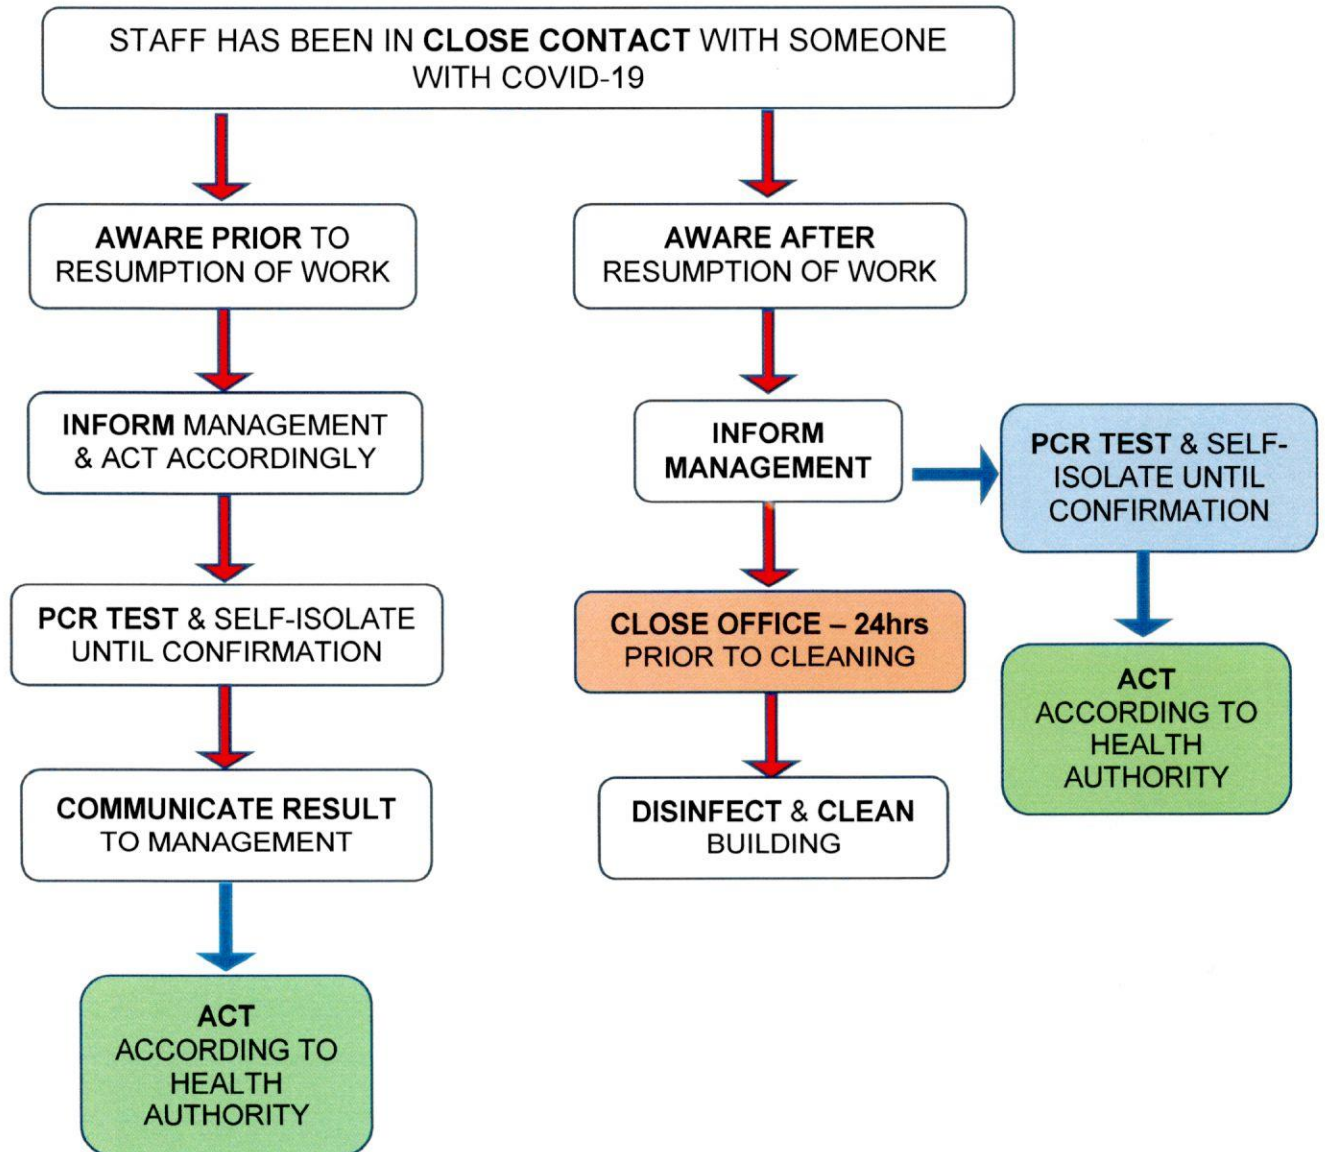 STAFF HAS BEEN IN CLOSE CONTACT WITH SOMEONE
WITH COVID-19
AWARE PRIOR TO
RESUMPTION OF WORK
INFORM MANAGEMENT
& ACT ACCORDINGLY
PCR TEST & SELF-ISOLATE
UNTIL CONFIRMATION
COMMUNICATE RESULT
TO MANAGEMENT
ACT
ACCORDING TO
HEALTH
AUTHORITY
AWARE AFTER
RESUMPTION OF WORK
INFORM
MANAGEMENT
CLOSE OFFICE – 24hrs
PRIOR TO CLEANING
DISINFECT & CLEAN
BUILDING
PCR TEST & SELF-
ISOLATE UNTIL
CONFIRMATION
ACT
ACCORDING TO
HEALTH
AUTHORITY